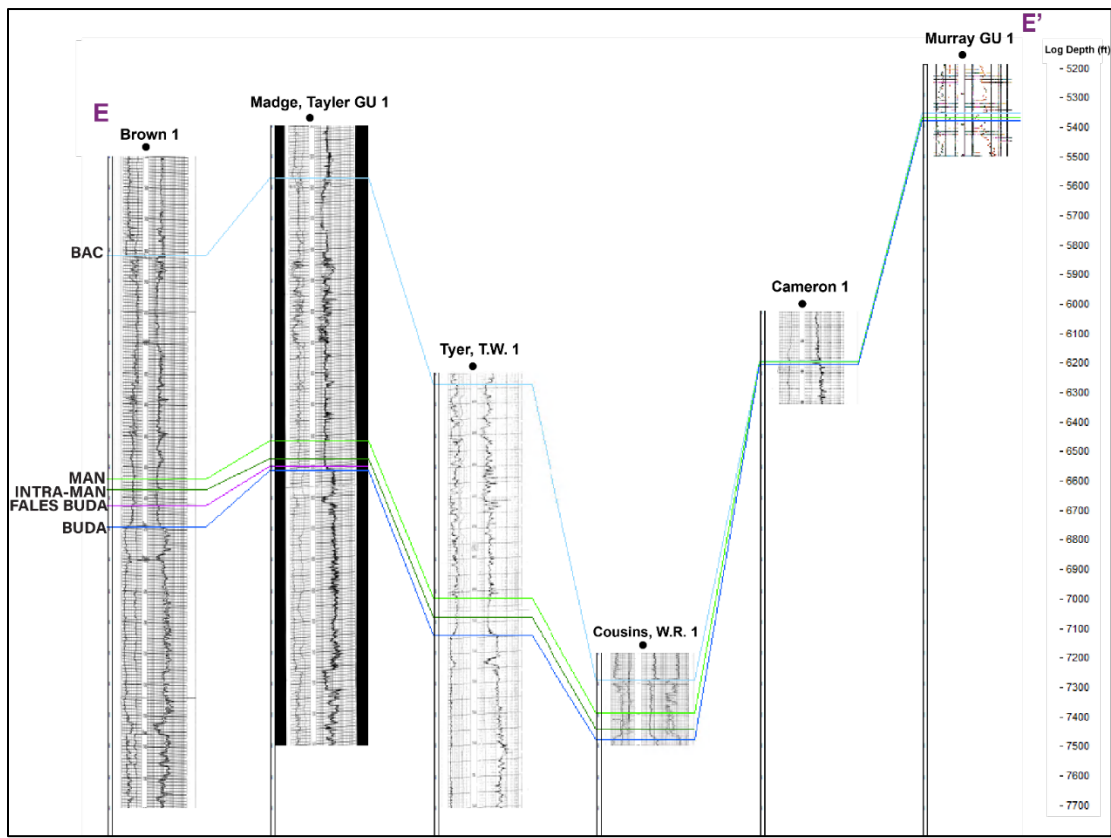 E'
Murray GU 1
Log Depth (ft)
Madge, Tayler GU 1
E
Brown 1
BAC
Tyer, T.W. 1
Cameron 1
MAN
INTRA-MAN
FALES BUDA
BUDA
Cousins, W.R. 1
- 5200
- 5300
- 5400
- 5500
- 5600
- 5700
- 5800
- 5900
- 6000
- 6100
- 6200
- 6300
- 6400
- 6500
- 6600
- 6700
- 6800
- 6900
- 7000
- 7100
- 7200
- 7300
- 7400
- 7500
- 7600
- 7700